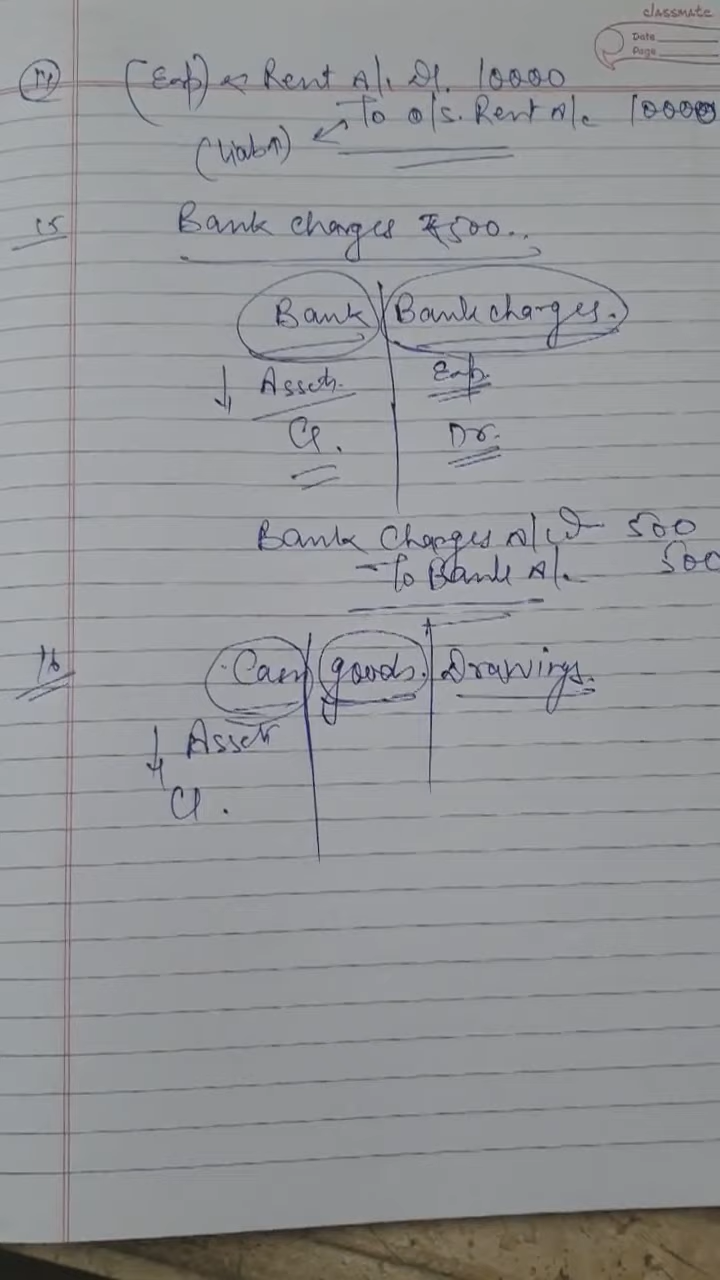 classmate
Date
Page
14 (Exp) ← Rent A/c Dr. 10000
To o/s. Rent A/c 10000
(Liab↑) ←
15 Bank charges ₹500..
Bank | Bank charges.
↓ Assets. | Exp.
Cr. | Dr.
Bank Charges A/c Dr 500
To Bank A/c 500
16 Cash | goods. | Drawings.
↓ Assets
Cr.